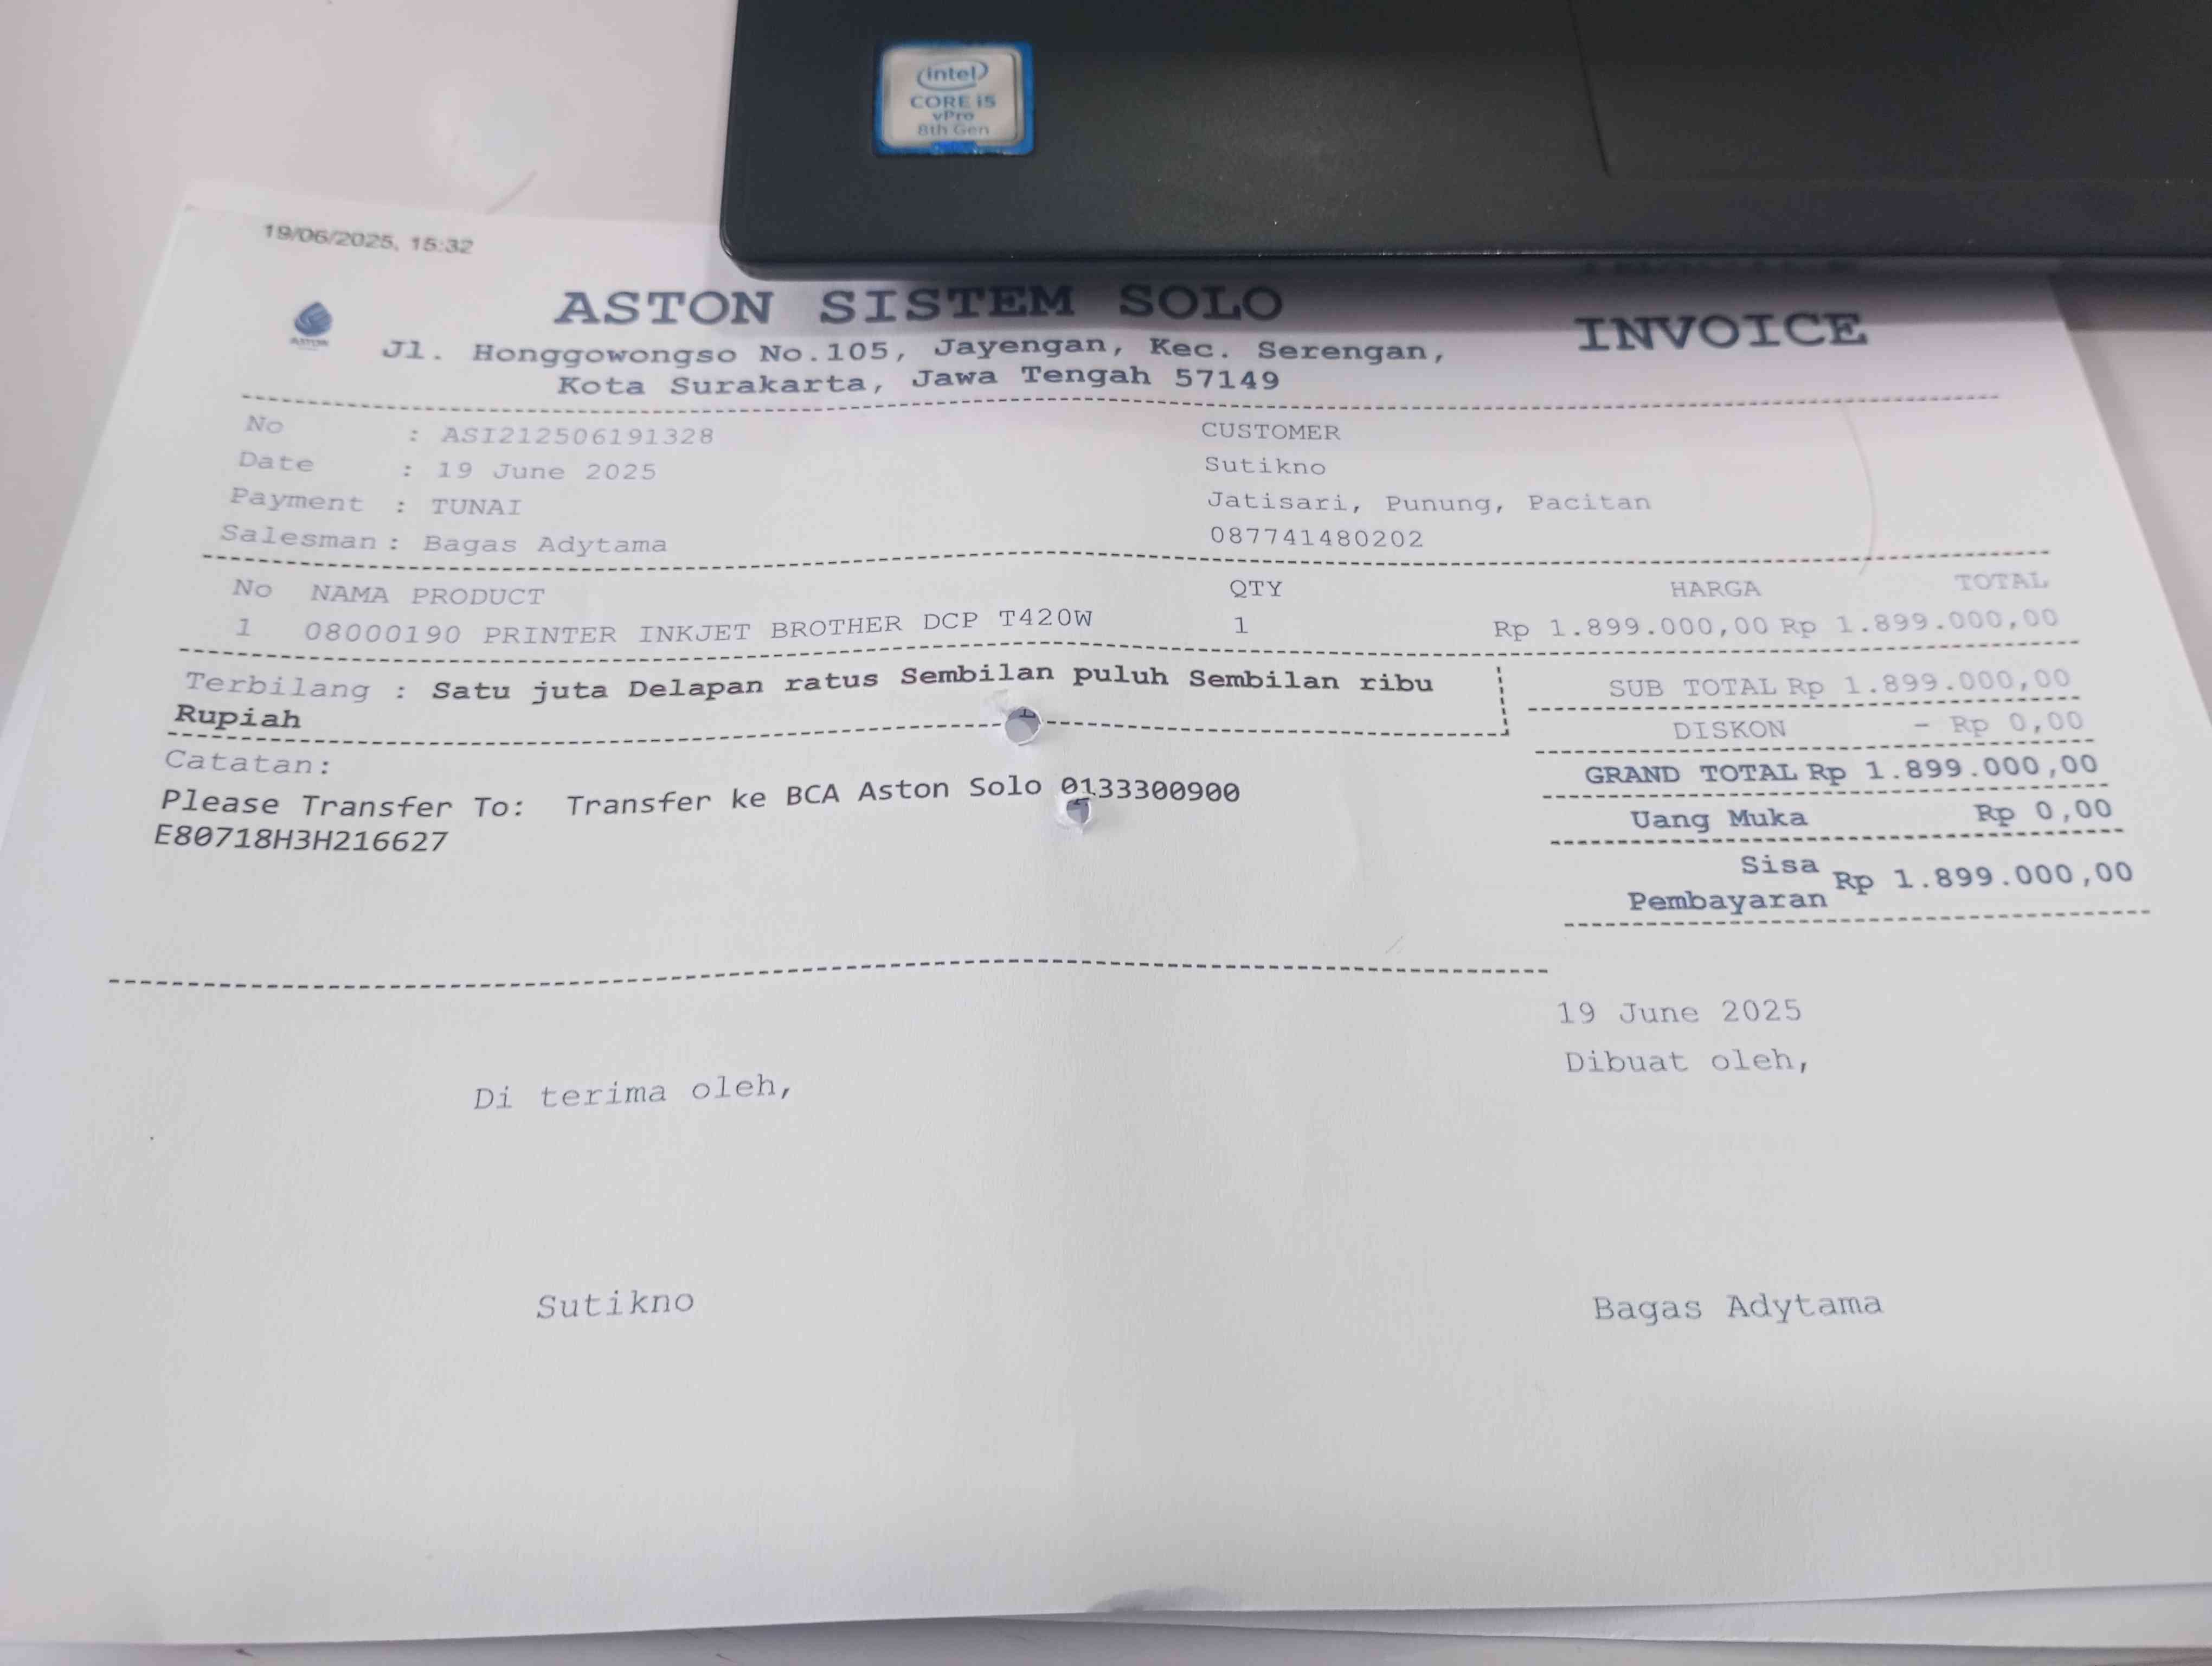 intel
CORE i5
vPro
8th Gen
19/06/2025, 15:32
ASTON
ASTON SISTEM SOLO
INVOICE
Jl. Honggowongso No.105, Jayengan, Kec. Serengan,
Kota Surakarta, Jawa Tengah 57149
No : ASI212506191328
Date : 19 June 2025
Payment : TUNAI
Salesman : Bagas Adytama
CUSTOMER
Sutikno
Jatisari, Punung, Pacitan
087741480202
No NAMA PRODUCT QTY HARGA TOTAL
1 08000190 PRINTER INKJET BROTHER DCP T420W 1 Rp 1.899.000,00 Rp 1.899.000,00
Terbilang : Satu juta Delapan ratus Sembilan puluh Sembilan ribu
Rupiah
SUB TOTAL Rp 1.899.000,00
DISKON - Rp 0,00
GRAND TOTAL Rp 1.899.000,00
Uang Muka Rp 0,00
Sisa
Pembayaran Rp 1.899.000,00
Catatan:
Please Transfer To: Transfer ke BCA Aston Solo 0133300900
E80718H3H216627
19 June 2025
Dibuat oleh,
Di terima oleh,
Sutikno
Bagas Adytama